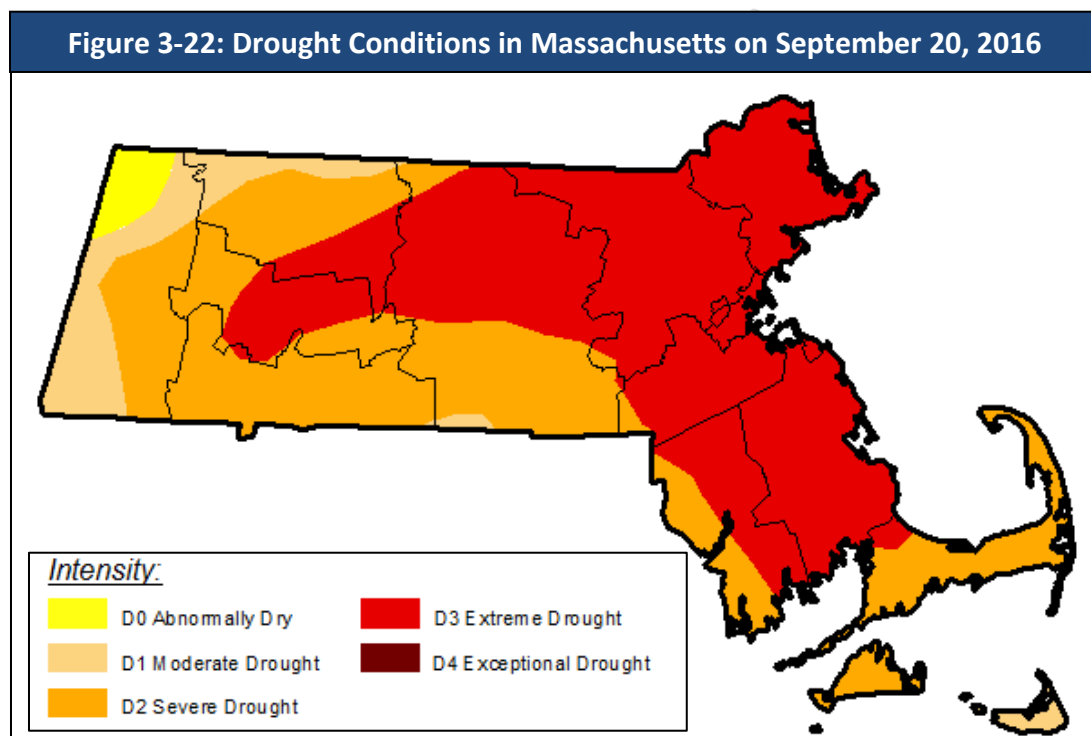 Figure 3-22: Drought Conditions in Massachusetts on September 20, 2016
Intensity:
D0 Abnormally Dry
D1 Moderate Drought
D2 Severe Drought
D3 Extreme Drought
D4 Exceptional Drought